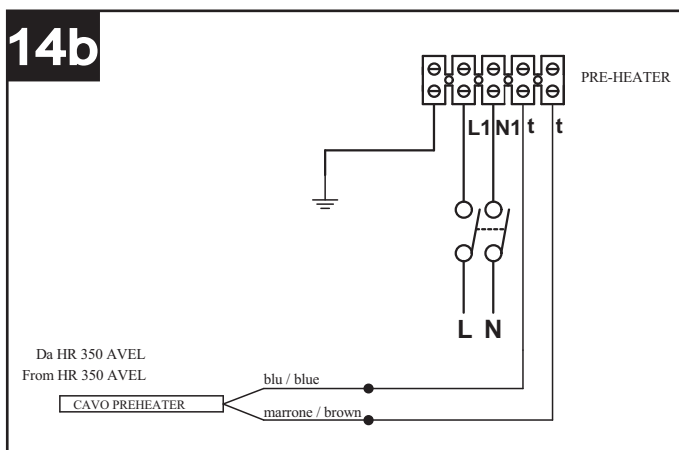 14b
PRE-HEATER
L1 N1 t t
L N
Da HR 350 AVEL
From HR 350 AVEL
blu / blue
CAVO PREHEATER
marrone / brown